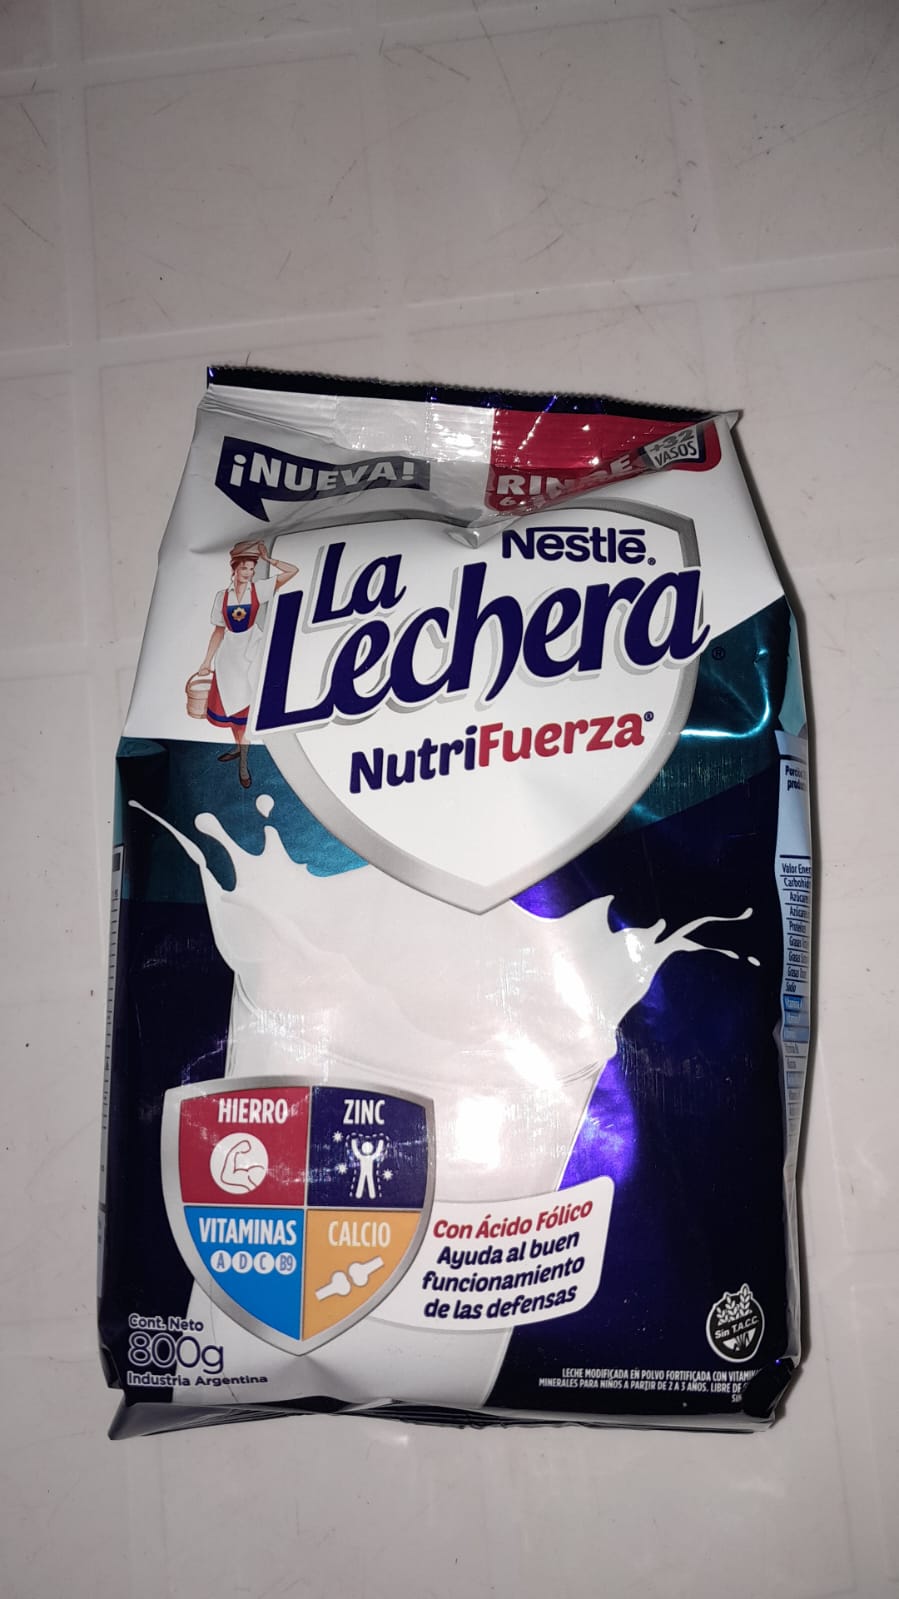 ¡NUEVA!
+32
VASOS
Nestlé®
La
Lechera®
NutriFuerza®
HIERRO
ZINC
VITAMINAS
A D C B9
CALCIO
Con Ácido Fólico
Ayuda al buen
funcionamiento
de las defensas
Cont. Neto
800g
Industria Argentina
Sin T.A.C.C.
LECHE MODIFICADA EN POLVO FORTIFICADA CON
MINERALES PARA NIÑOS A PARTIR DE 2 A 3 AÑOS. LIBRE DE
Valor